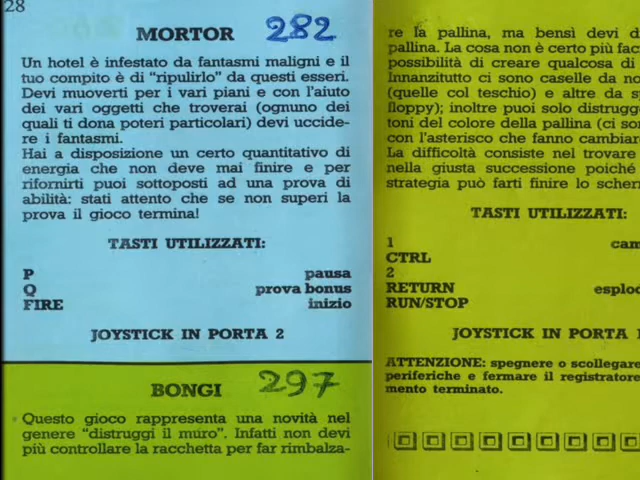 28
MORTOR 282
Un hotel è infestato da fantasmi maligni e il
tuo compito è di “ripulirlo” da questi esseri.
Devi muoverti per i vari piani e con l'aiuto
dei vari oggetti che troverai (ognuno dei
quali ti dona poteri particolari) devi uccide-
re i fantasmi.
Hai a disposizione un certo quantitativo di
energia che non deve mai finire e per
rifornirti puoi sottoposti ad una prova di
abilità: stati attento che se non superi la
prova il gioco termina!
TASTI UTILIZZATI:
P pausa
Q prova bonus
FIRE inizio
JOYSTICK IN PORTA 2
BONGI 297
Questo gioco rappresenta una novità nel
genere “distruggi il muro”. Infatti non devi
più controllare la racchetta per far rimbalza-
re la pallina, ma bensì devi
pallina. La cosa non è certo più
possibilità di creare qualcosa di
Innanzitutto ci sono caselle da
(quelle col teschio) e altre da
floppy); inoltre puoi solo
toni del colore della pallina (ci
con l'asterisco che fanno
La difficoltà consiste nel trovare
nella giusta successione poiché
strategia può farti finire lo
TASTI UTILIZZATI:
1
CTRL
2
RETURN
RUN/STOP
JOYSTICK IN PORTA
ATTENZIONE: spegnere o
periferiche e fermare il
mento terminato.